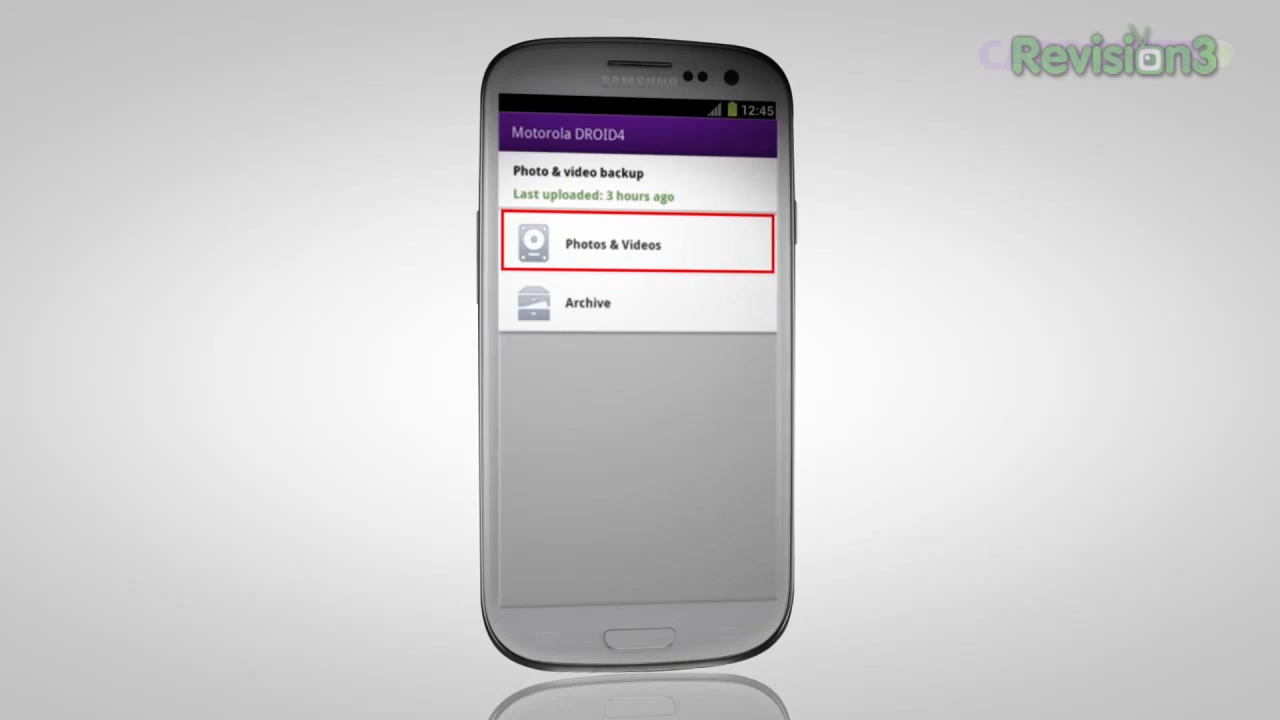 Revision3
SAMSUNG
12:45
Motorola DROID4
Photo & video backup
Last uploaded: 3 hours ago
Photos & Videos
Archive